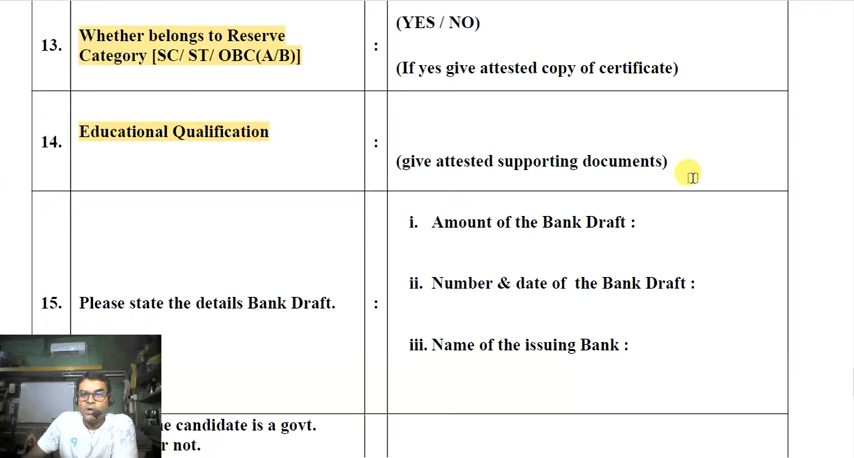 (YES / NO)
13.
Whether belongs to Reserve
Category [SC/ ST/ OBC(A/B)]
:
(If yes give attested copy of certificate)
14.
Educational Qualification
:
(give attested supporting documents)
i. Amount of the Bank Draft :
ii. Number & date of the Bank Draft :
15.
Please state the details Bank Draft.
:
iii. Name of the issuing Bank :
candidate is a govt.
not.